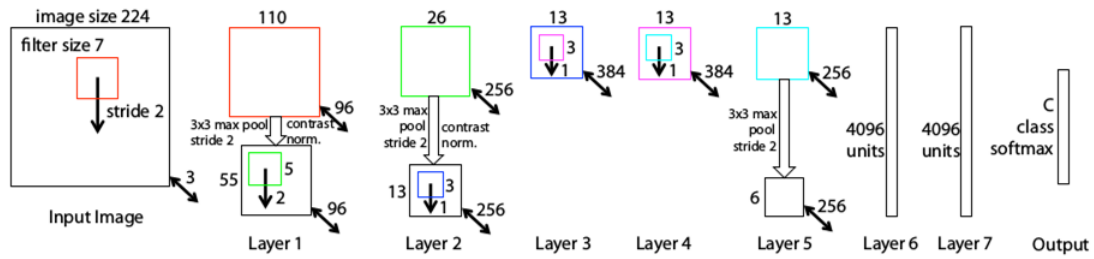 image size 224
filter size 7
stride 2
3
Input Image
110
96
3x3 max pool
stride 2
contrast
norm.
55
5
2
96
Layer 1
26
256
3x3 max
pool
stride 2
contrast
norm.
13
3
1
256
Layer 2
13
3
1
384
Layer 3
13
3
1
384
Layer 4
13
256
3x3 max
pool
stride 2
6
256
Layer 5
4096
units
Layer 6
4096
units
Layer 7
C
class
softmax
Output